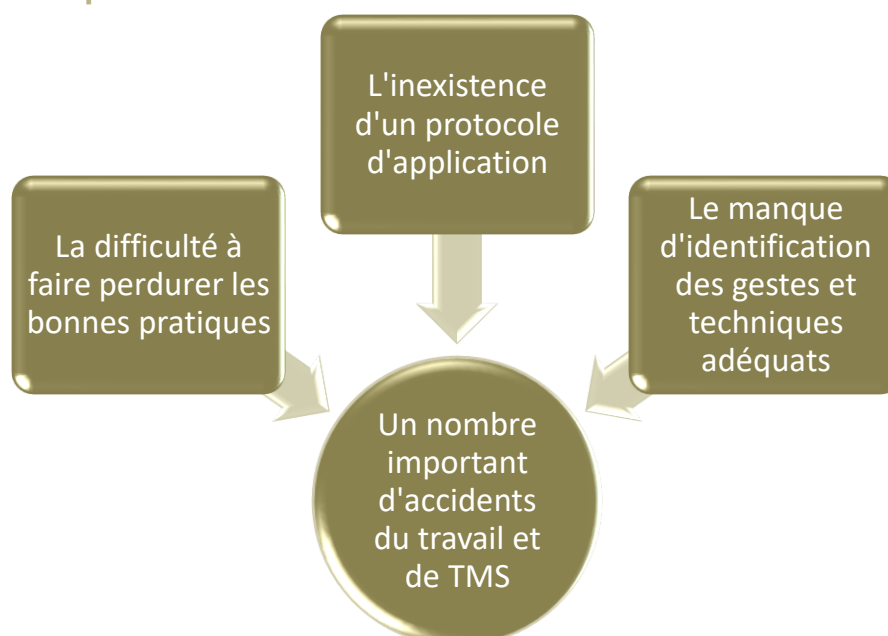 L'inexistence
d'un protocole
d'application
La difficulté à
faire perdurer les
bonnes pratiques
Le manque
d'identification
des gestes et
techniques
adéquats
Un nombre
important
d'accidents
du travail et
de TMS